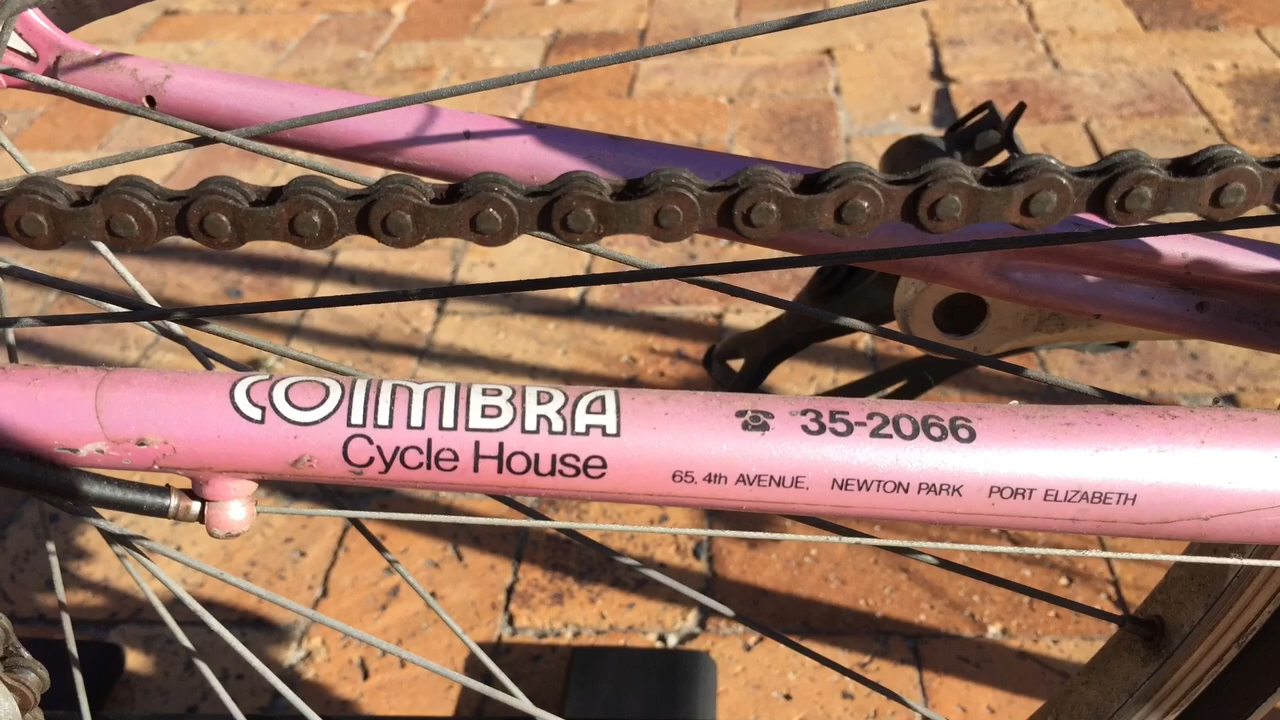 COIMBRA
Cycle House
☎ 35-2066
65, 4th AVENUE, NEWTON PARK PORT ELIZABETH